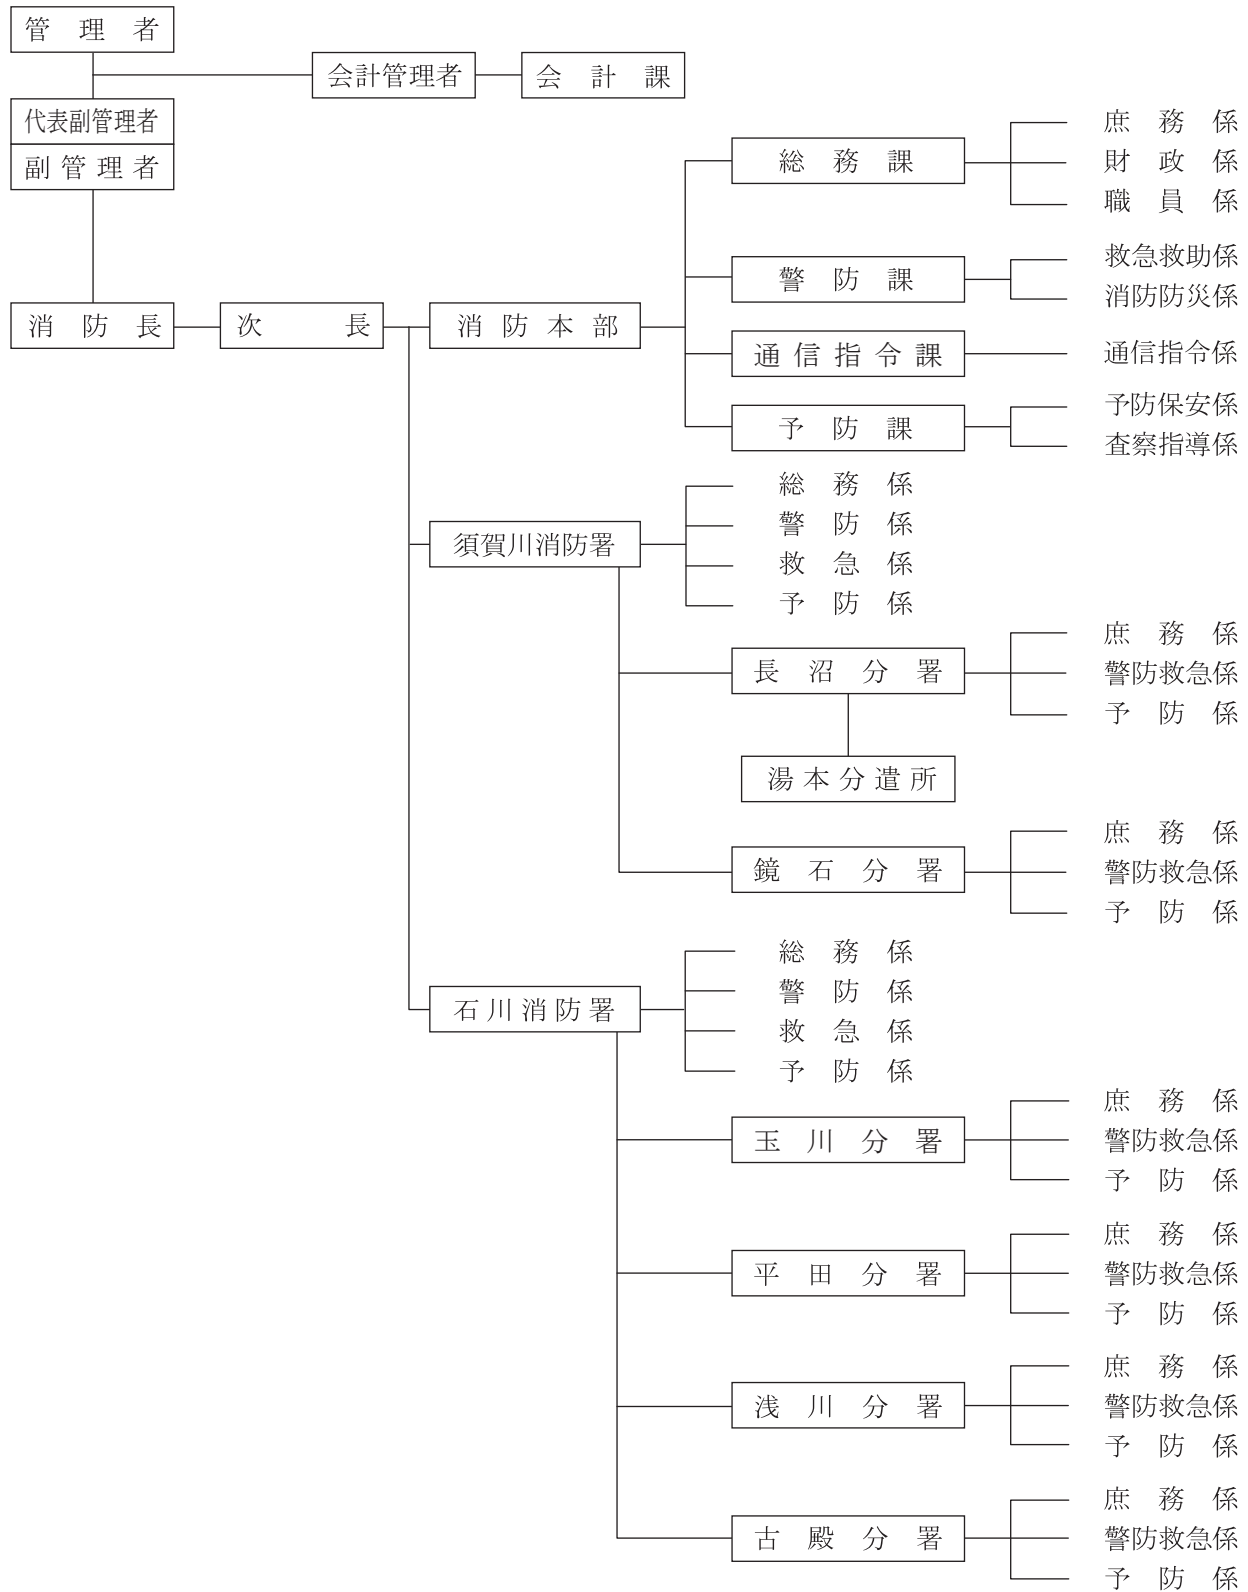 管理者
会計管理者
会計課
代表副管理者
副管理者
消防長
次長
消防本部
総務課
庶務係
財政係
職員係
警防課
救急救助係
消防防災係
通信指令課
通信指令係
予防課
予防保安係
査察指導係
須賀川消防署
総務係
警防係
救急係
予防係
長沼分署
庶務係
警防救急係
予防係
湯本分遣所
鏡石分署
庶務係
警防救急係
予防係
石川消防署
総務係
警防係
救急係
予防係
玉川分署
庶務係
警防救急係
予防係
平田分署
庶務係
警防救急係
予防係
浅川分署
庶務係
警防救急係
予防係
古殿分署
庶務係
警防救急係
予防係